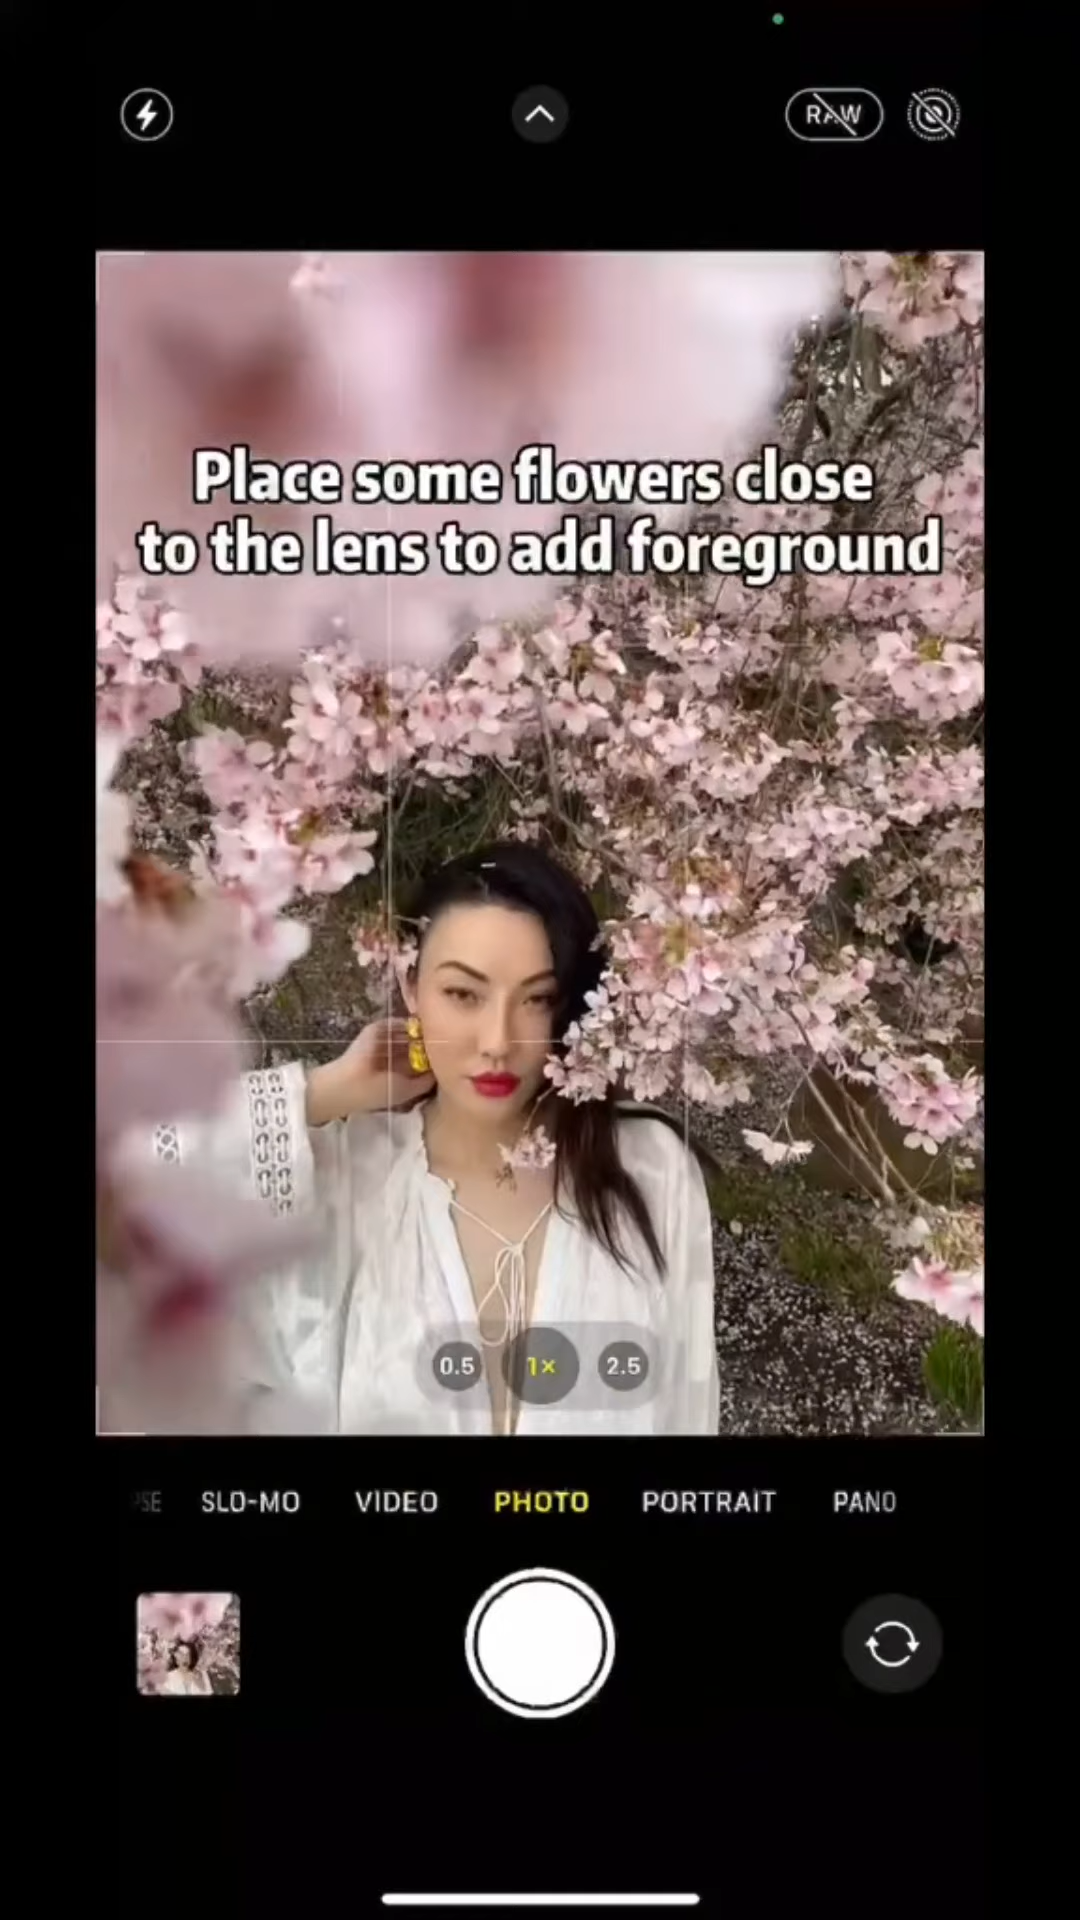 RAW
Place some flowers close
to the lens to add foreground
0.5 1× 2.5
PSE SLO-MO VIDEO PHOTO PORTRAIT PANO